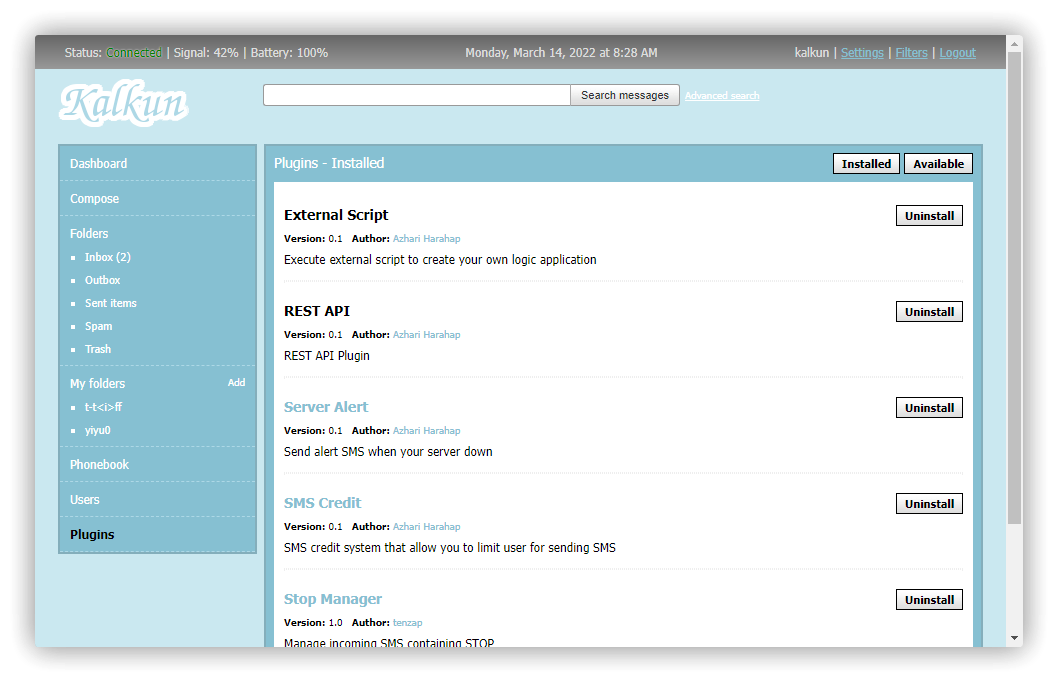 Status: Connected | Signal: 42% | Battery: 100%
Monday, March 14, 2022 at 8:28 AM
kalkun | Settings | Filters | Logout
Kalkun
Search messages
Advanced search
Dashboard
Compose
Folders
Inbox (2)
Outbox
Sent items
Spam
Trash
My folders Add
t-t<i>ff
yiyu0
Phonebook
Users
Plugins
Plugins - Installed
Installed
Available
External Script
Uninstall
Version: 0.1 Author: Azhari Harahap
Execute external script to create your own logic application
REST API
Uninstall
Version: 0.1 Author: Azhari Harahap
REST API Plugin
Server Alert
Uninstall
Version: 0.1 Author: Azhari Harahap
Send alert SMS when your server down
SMS Credit
Uninstall
Version: 0.1 Author: Azhari Harahap
SMS credit system that allow you to limit user for sending SMS
Stop Manager
Uninstall
Version: 1.0 Author: tenzap
Manage incoming SMS containing STOP